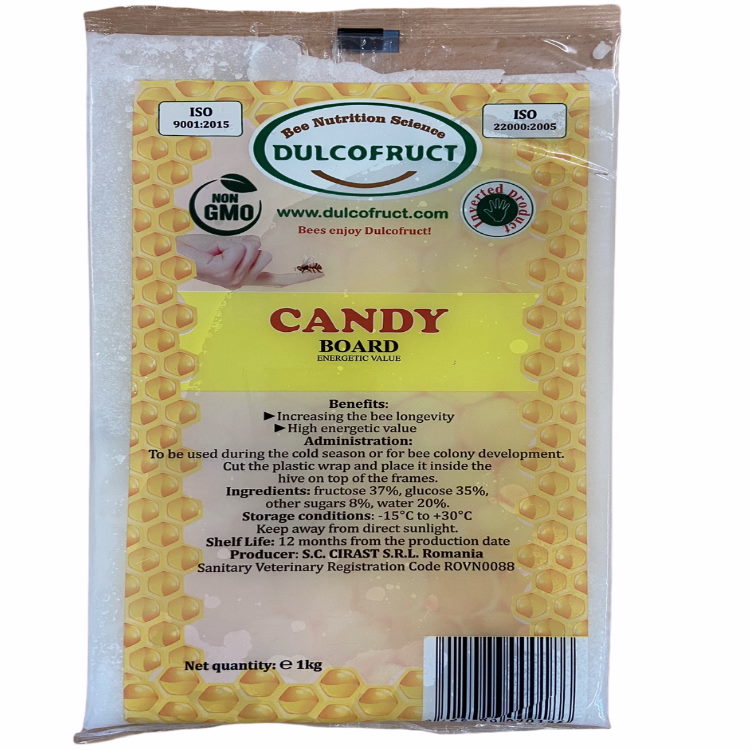 ISO
9001:2015
Bee Nutrition Science
DULCOFRUCT
ISO
22000:2005
NON
GMO
www.dulcofruct.com
Bees enjoy Dulcofruct!
Inverted product
CANDY
BOARD
ENERGETIC VALUE
Benefits:
►Increasing the bee longevity
►High energetic value
Administration:
To be used during the cold season or for bee colony development.
Cut the plastic wrap and place it inside the
hive on top of the frames.
Ingredients: fructose 37%, glucose 35%,
other sugars 8%, water 20%.
Storage conditions: -15°C to +30°C
Keep away from direct sunlight.
Shelf Life: 12 months from the production date
Producer: S.C. CIRAST S.R.L. Romania
Sanitary Veterinary Registration Code ROVN0088
Net quantity: ℮ 1kg